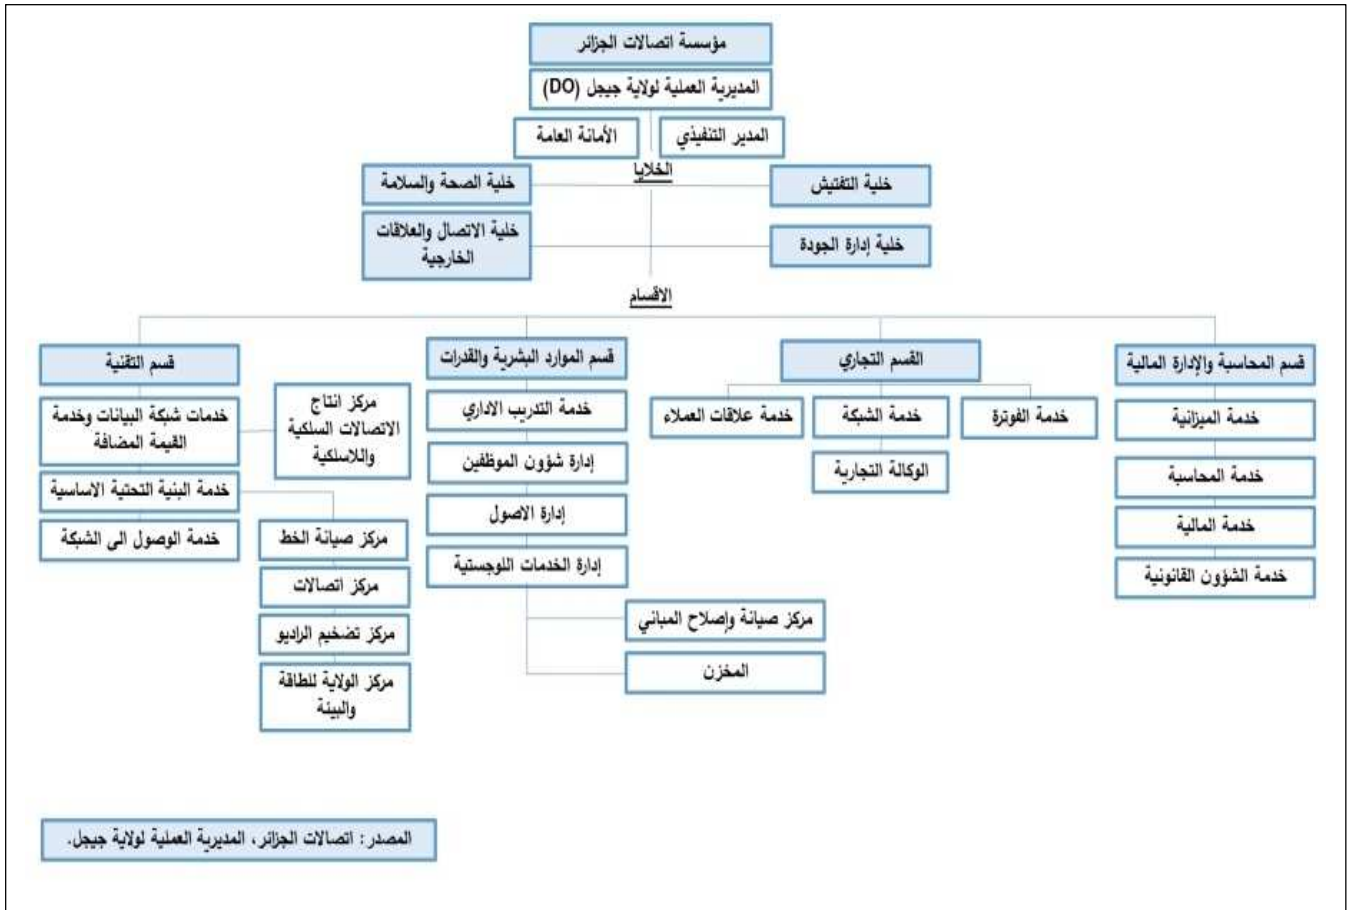 مؤسسة اتصالات الجزائر
المديرية العملية لولاية جيجل (DO)
المدير التنفيذي
الأمانة العامة
الخلايا
خلية التفتيش
خلية الصحة والسلامة
خلية إدارة الجودة
خلية الاتصال والعلاقات
الخارجية
الاقسام
قسم المحاسبة والإدارة المالية
خدمة الميزانية
خدمة المحاسبة
خدمة المالية
خدمة الشؤون القانونية
القسم التجاري
خدمة الفوترة
خدمة الشبكة
خدمة علاقات العملاء
الوكالة التجارية
قسم الموارد البشرية والقدرات
خدمة التدريب الاداري
إدارة شؤون الموظفين
إدارة الاصول
إدارة الخدمات اللوجستية
مركز صيانة وإصلاح المباني
المخزن
قسم التقنية
خدمات شبكة البيانات وخدمة
القيمة المضافة
مركز انتاج
الاتصالات السلكية
واللاسلكية
خدمة البنية التحتية الاساسية
خدمة الوصول الى الشبكة
مركز صيانة الخط
مركز اتصالات
مركز تضخيم الراديو
مركز الولاية للطاقة
والبيئة
المصدر: اتصالات الجزائر، المديرية العملية لولاية جيجل.